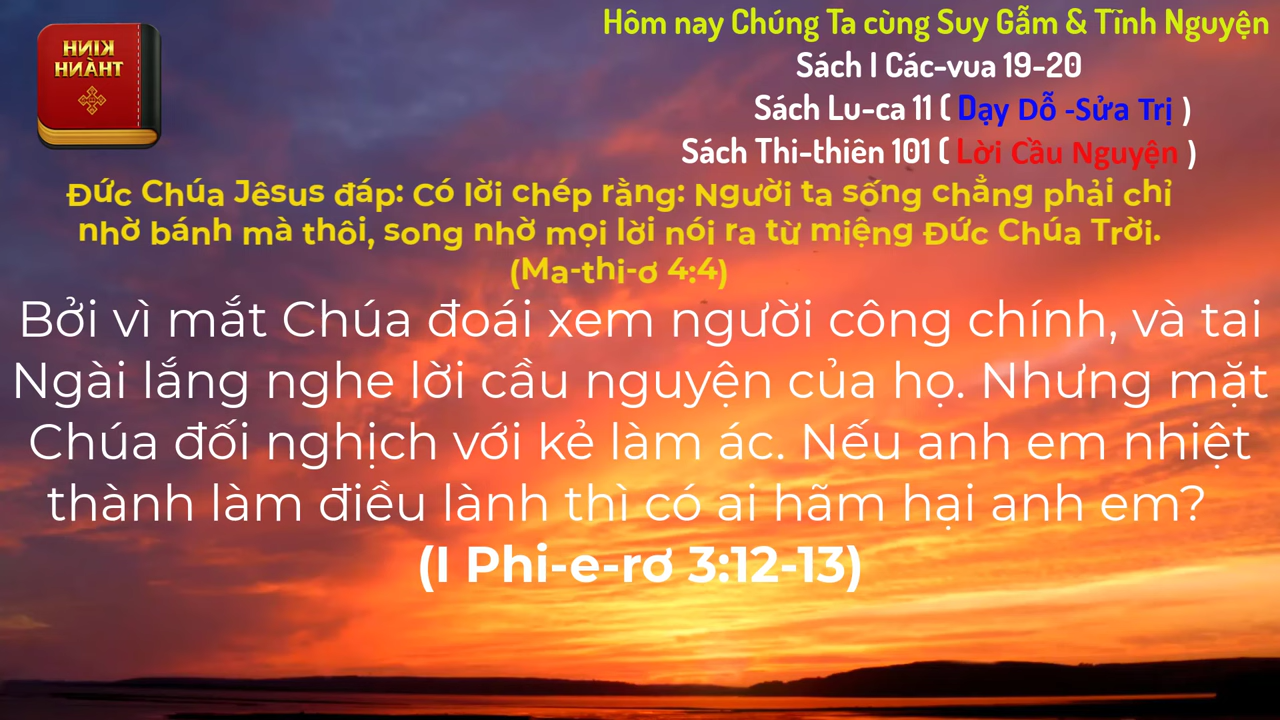 KINH
THÁNH
Hôm nay Chúng Ta cùng Suy Gẫm & Tĩnh Nguyện
Sách I Các-vua 19-20
Sách Lu-ca 11 ( Dạy Dỗ -Sửa Trị )
Sách Thi-thiên 101 ( Lời Cầu Nguyện )
Đức Chúa Jêsus đáp: Có lời chép rằng: Người ta sống chẳng phải chỉ
nhờ bánh mà thôi, song nhờ mọi lời nói ra từ miệng Đức Chúa Trời.
(Ma-thi-ơ 4:4)
Bởi vì mắt Chúa đoái xem người công chính, và tai
Ngài lắng nghe lời cầu nguyện của họ. Nhưng mặt
Chúa đối nghịch với kẻ làm ác. Nếu anh em nhiệt
thành làm điều lành thì có ai hãm hại anh em?
(I Phi-e-rơ 3:12-13)